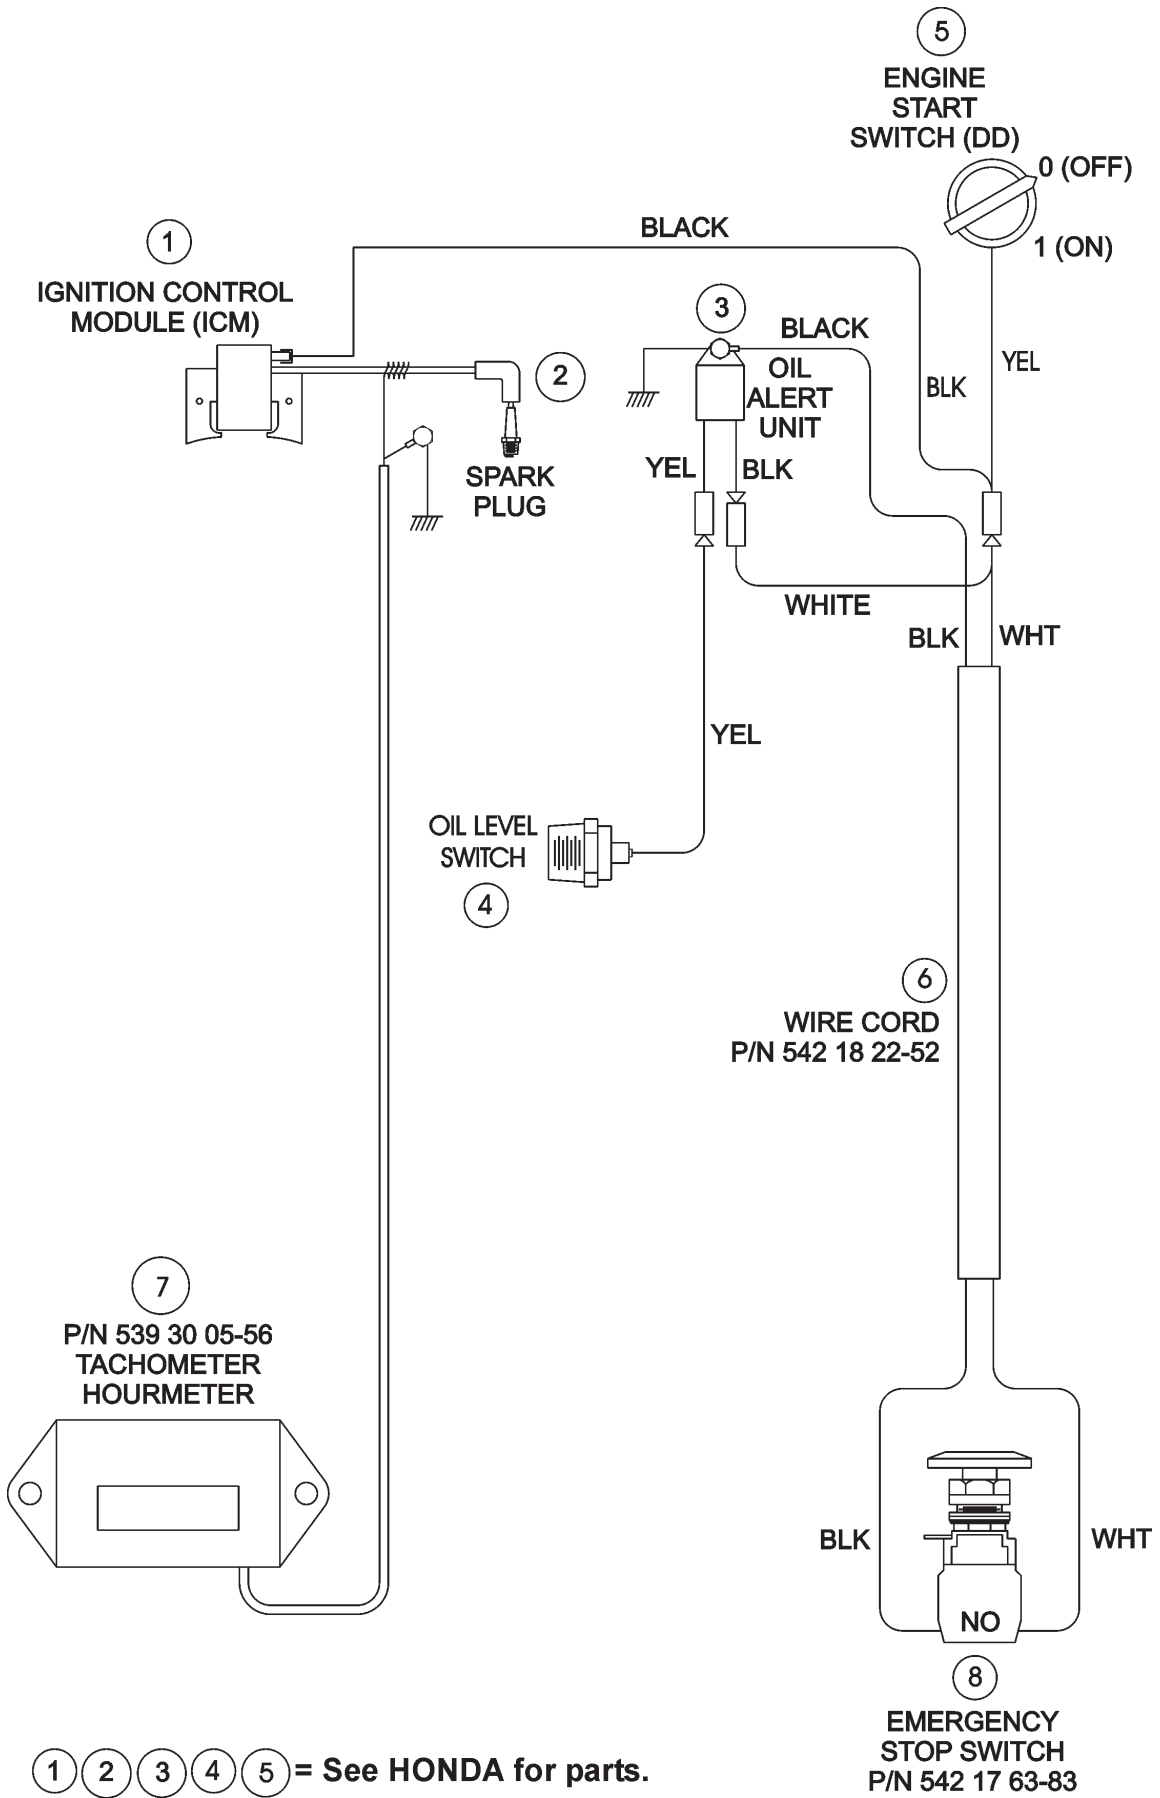 5
ENGINE
START
SWITCH (DD)
0 (OFF)
1 (ON)
BLACK
1
IGNITION CONTROL
MODULE (ICM)
3
BLACK
YEL
2
OIL
ALERT
UNIT
BLK
SPARK
PLUG
YEL
BLK
WHITE
BLK
WHT
YEL
OIL LEVEL
SWITCH
4
6
WIRE CORD
P/N 542 18 22-52
7
P/N 539 30 05-56
TACHOMETER
HOURMETER
BLK
WHT
NO
8
EMERGENCY
STOP SWITCH
P/N 542 17 63-83
1 2 3 4 5 = See HONDA for parts.